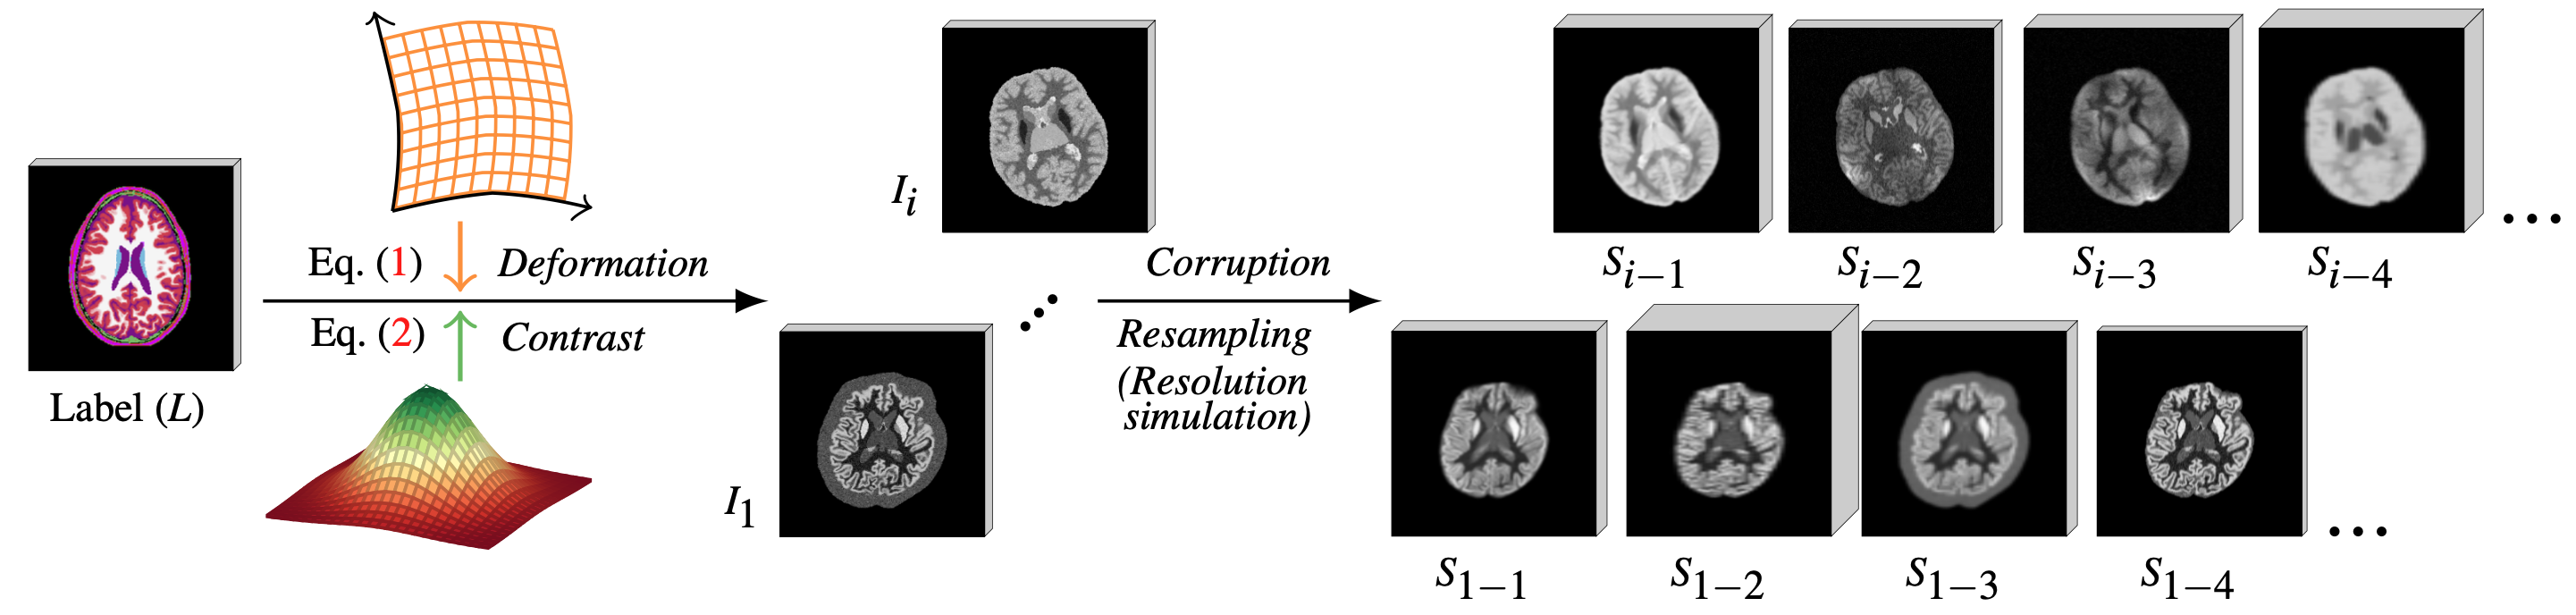 Label (L)
Eq. (1) Deformation
Eq. (2) Contrast
I_i
I_1
Corruption
Resampling
(Resolution
simulation)
S_{i−1} S_{i−2} S_{i−3} S_{i−4} ...
S_{1−1} S_{1−2} S_{1−3} S_{1−4} ...